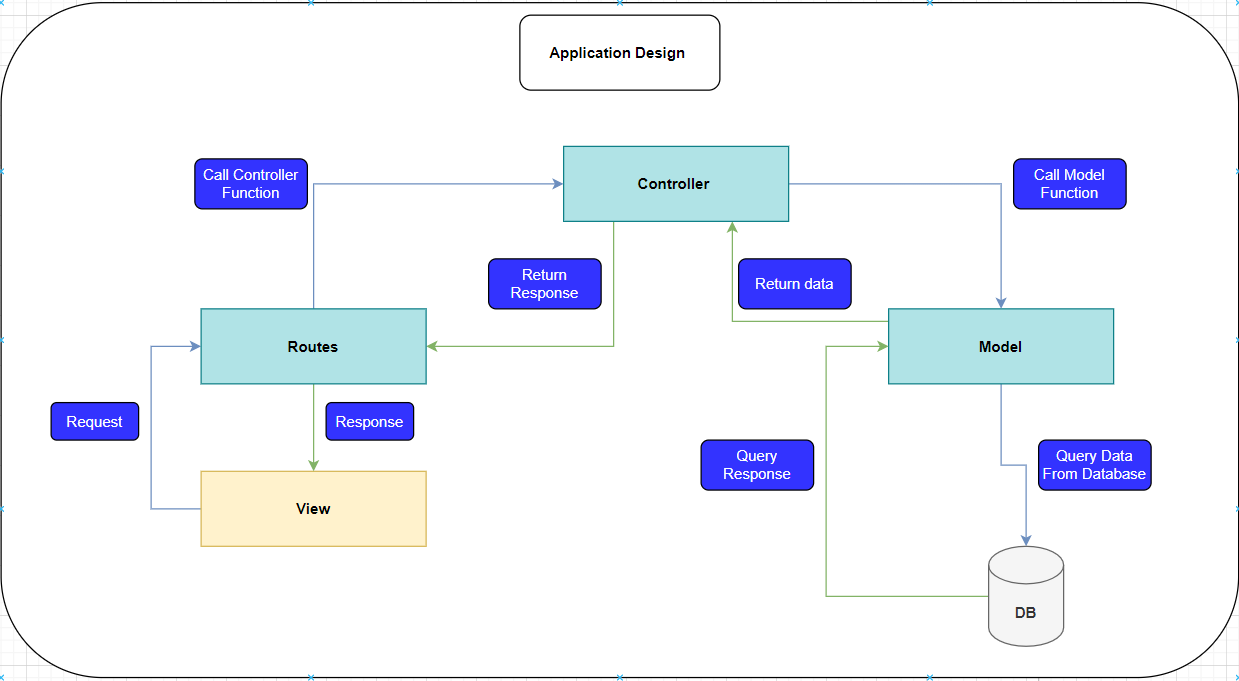 Application Design
Call Controller
Function
Controller
Call Model
Function
Return
Response
Return data
Routes
Model
Request
Response
Query
Response
Query Data
From Database
View
DB